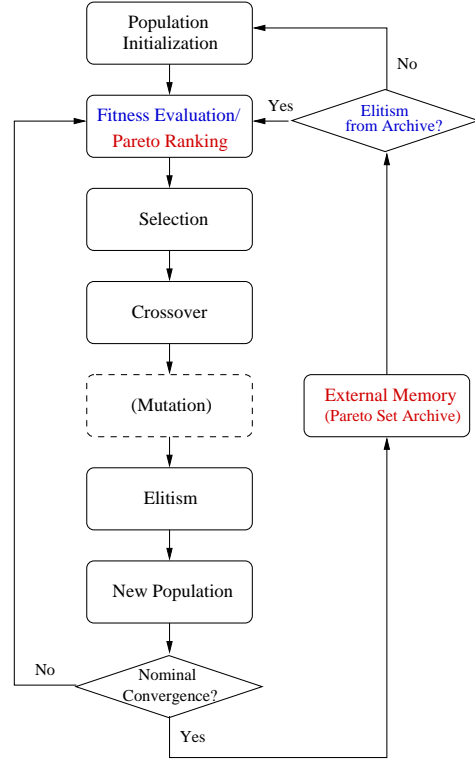 Population
Initialization
No
Fitness Evaluation/
Pareto Ranking
Yes
Elitism
from Archive?
Selection
Crossover
(Mutation)
External Memory
(Pareto Set Archive)
Elitism
New Population
No
Nominal
Convergence?
Yes